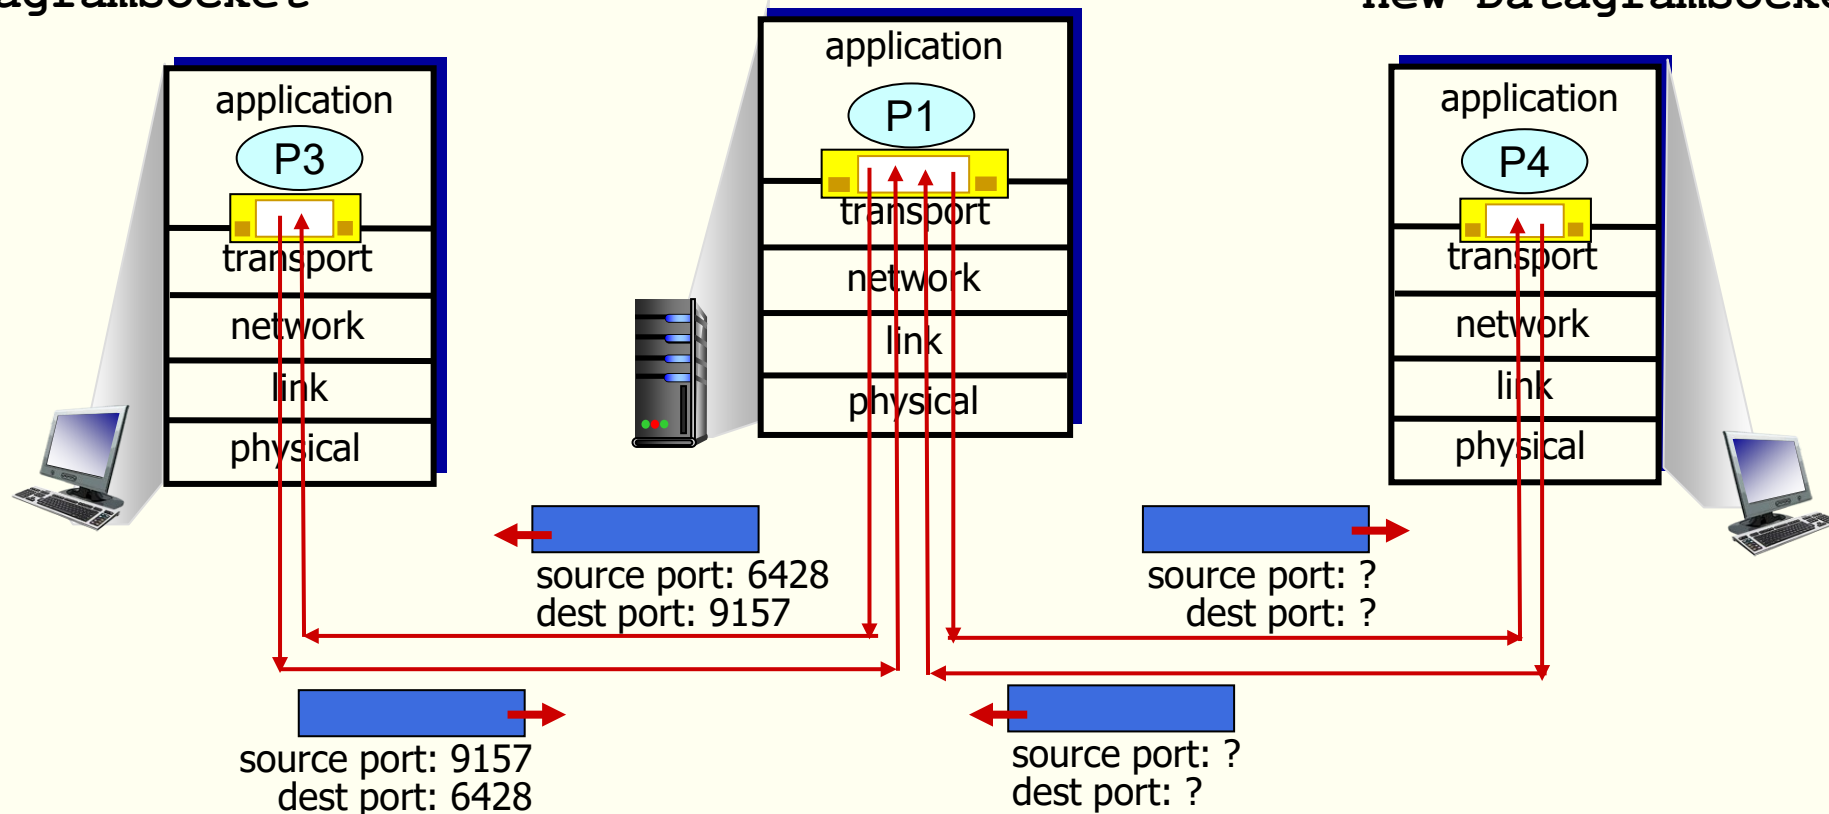 application
P3
transport
network
link
physical
application
P1
transport
network
link
physical
application
P4
transport
network
link
physical
source port: 6428
dest port: 9157
source port: ?
dest port: ?
source port: 9157
dest port: 6428
source port: ?
dest port: ?